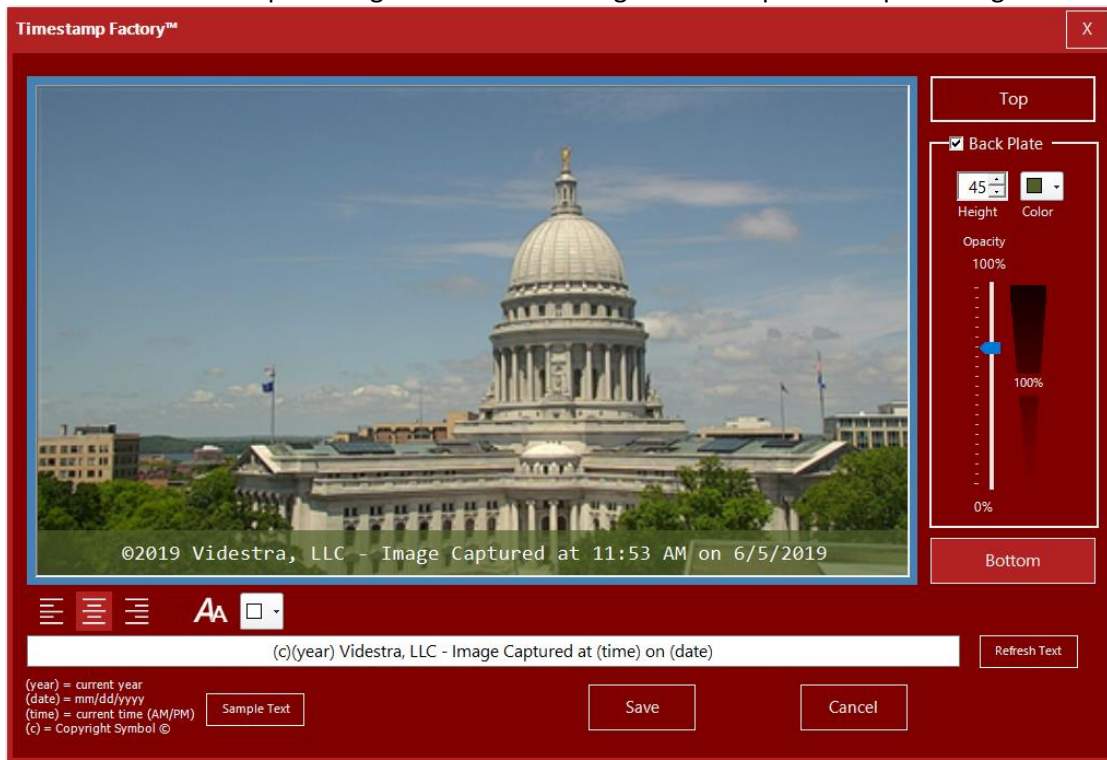 Timestamp Factory™
X
Top
Back Plate
45
Height Color
Opacity
100%
100%
0%
©2019 Videstra, LLC - Image Captured at 11:53 AM on 6/5/2019
Bottom
AA
(c)(year) Videstra, LLC - Image Captured at (time) on (date)
Refresh Text
(year) = current year
(date) = mm/dd/yyyy
(time) = current time (AM/PM)
(c) = Copyright Symbol ©
Sample Text
Save
Cancel